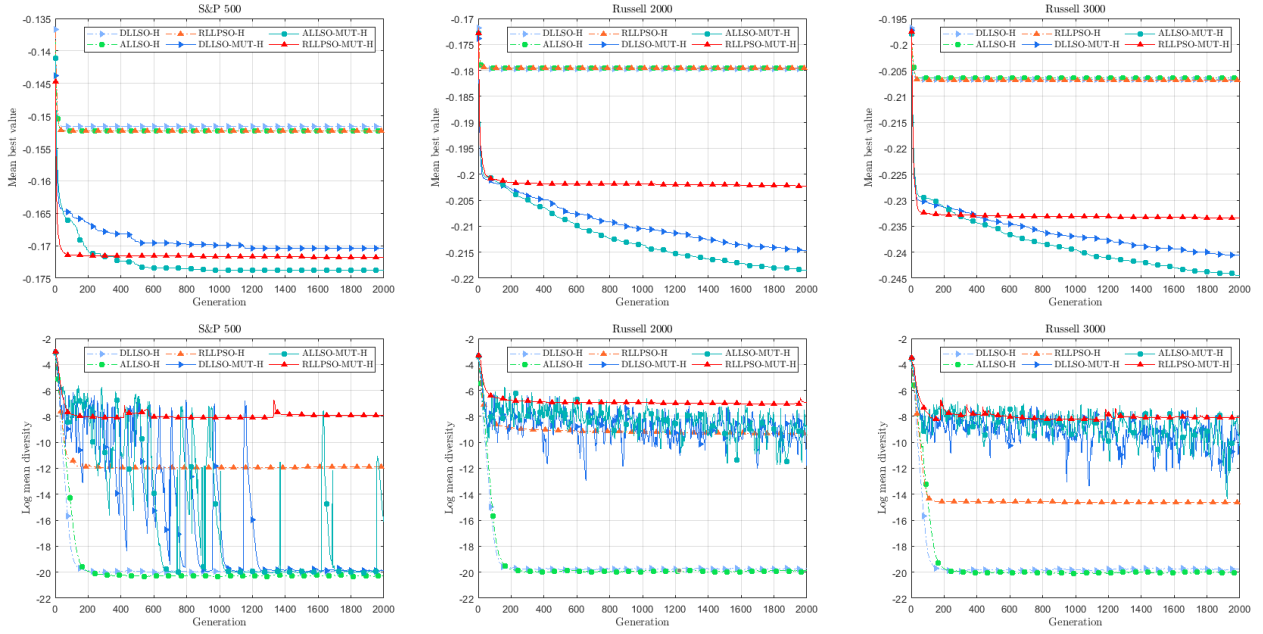 S&P 500
Mean best value
-0.135
-0.14
-0.145
-0.15
-0.155
-0.16
-0.165
-0.17
-0.175
DLLSO-H RLLPSO-H ALLSO-MUT-H
ALLSO-H DLLSO-MUT-H RLLPSO-MUT-H
0 200 400 600 800 1000 1200 1400 1600 1800 2000
Generation
Russell 2000
Mean best value
-0.17
-0.175
-0.18
-0.185
-0.19
-0.195
-0.2
-0.205
-0.21
-0.215
-0.22
DLLSO-H RLLPSO-H ALLSO-MUT-H
ALLSO-H DLLSO-MUT-H RLLPSO-MUT-H
0 200 400 600 800 1000 1200 1400 1600 1800 2000
Generation
Russell 3000
Mean best value
-0.195
-0.2
-0.205
-0.21
-0.215
-0.22
-0.225
-0.23
-0.235
-0.24
-0.245
DLLSO-H RLLPSO-H ALLSO-MUT-H
ALLSO-H DLLSO-MUT-H RLLPSO-MUT-H
0 200 400 600 800 1000 1200 1400 1600 1800 2000
Generation
S&P 500
Log mean diversity
-2
-4
-6
-8
-10
-12
-14
-16
-18
-20
-22
DLLSO-H RLLPSO-H ALLSO-MUT-H
ALLSO-H DLLSO-MUT-H RLLPSO-MUT-H
0 200 400 600 800 1000 1200 1400 1600 1800 2000
Generation
Russell 2000
Log mean diversity
-2
-4
-6
-8
-10
-12
-14
-16
-18
-20
-22
DLLSO-H RLLPSO-H ALLSO-MUT-H
ALLSO-H DLLSO-MUT-H RLLPSO-MUT-H
0 200 400 600 800 1000 1200 1400 1600 1800 2000
Generation
Russell 3000
Log mean diversity
-2
-4
-6
-8
-10
-12
-14
-16
-18
-20
-22
DLLSO-H RLLPSO-H ALLSO-MUT-H
ALLSO-H DLLSO-MUT-H RLLPSO-MUT-H
0 200 400 600 800 1000 1200 1400 1600 1800 2000
Generation